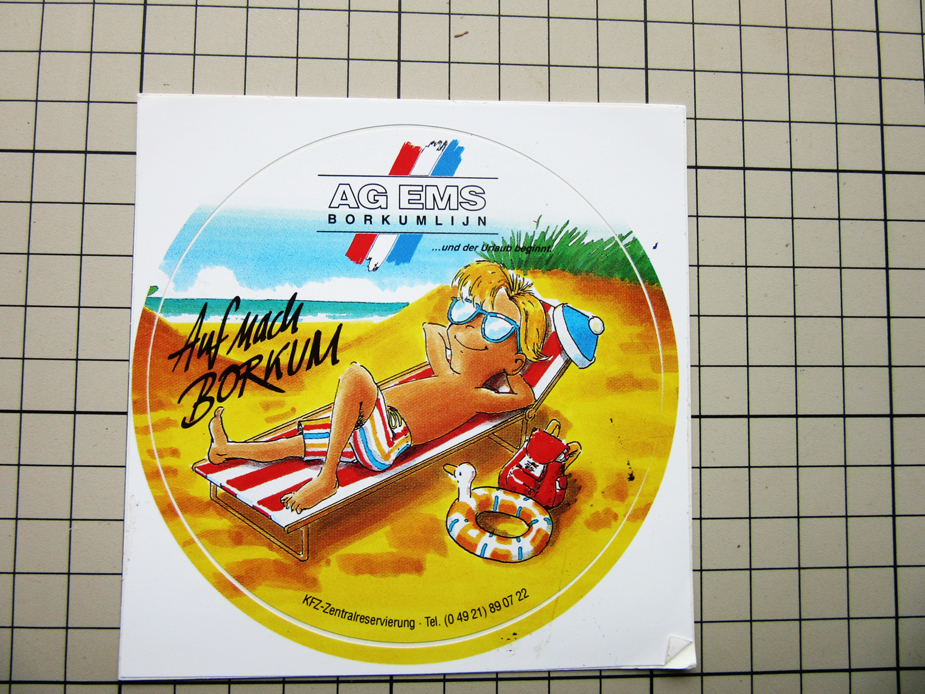 AG EMS
BORKUMLIJN
...und der Urlaub beginnt.
Auf nach
BORKUM
KFZ-Zentralreservierung · Tel. (0 49 21) 89 07 22